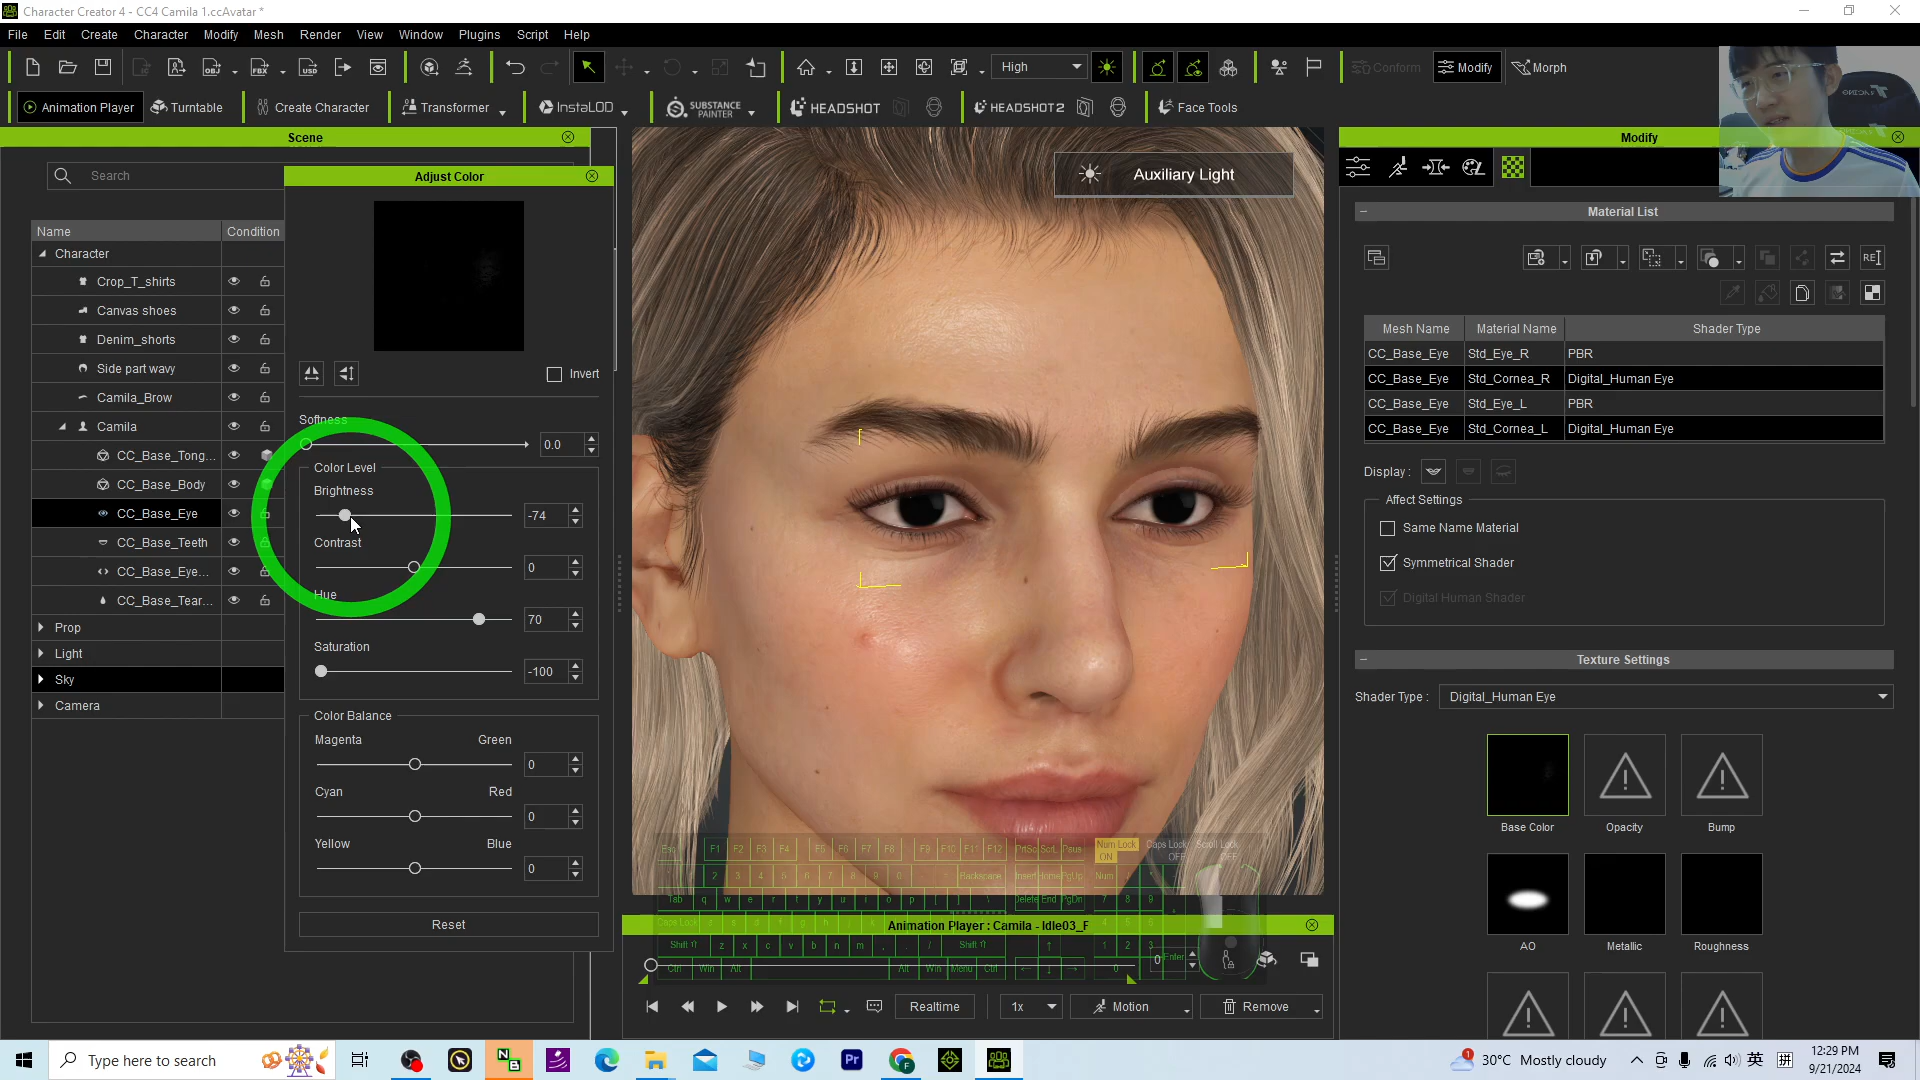 Character Creator 4 - CC4 Camila 1.ccAvatar *
File Edit Create Character Modify Mesh Render View Window Plugins Script Help
High
Conform Modify Morph
Animation Player Turntable Create Character Transformer InstaLOD SUBSTANCE PAINTER HEADSHOT HEADSHOT 2 Face Tools
Scene
Search
Name Condition
Character
Crop_T_shirts
Canvas shoes
Denim_shorts
Side part wavy
Camila_Brow
Camila
CC_Base_Tong...
CC_Base_Body
CC_Base_Eye
CC_Base_Teeth
CC_Base_Eye...
CC_Base_Tear...
Prop
Light
Sky
Camera
Adjust Color
Invert
Softness
0.0
Color Level
Brightness
-74
Contrast
0
Hue
70
Saturation
-100
Color Balance
Magenta Green
0
Cyan Red
0
Yellow Blue
0
Reset
Auxiliary Light
Animation Player : Camila - Idle03_F
0
Realtime 1x Motion Remove
Modify
Material List
Mesh Name Material Name Shader Type
CC_Base_Eye Std_Eye_R PBR
CC_Base_Eye Std_Cornea_R Digital_Human Eye
CC_Base_Eye Std_Eye_L PBR
CC_Base_Eye Std_Cornea_L Digital_Human Eye
Display :
Affect Settings
Same Name Material
Symmetrical Shader
Digital Human Shader
Texture Settings
Shader Type : Digital_Human Eye
Base Color Opacity Bump
AO Metallic Roughness
Type here to search
30°C Mostly cloudy
英
拼
12:29 PM
9/21/2024